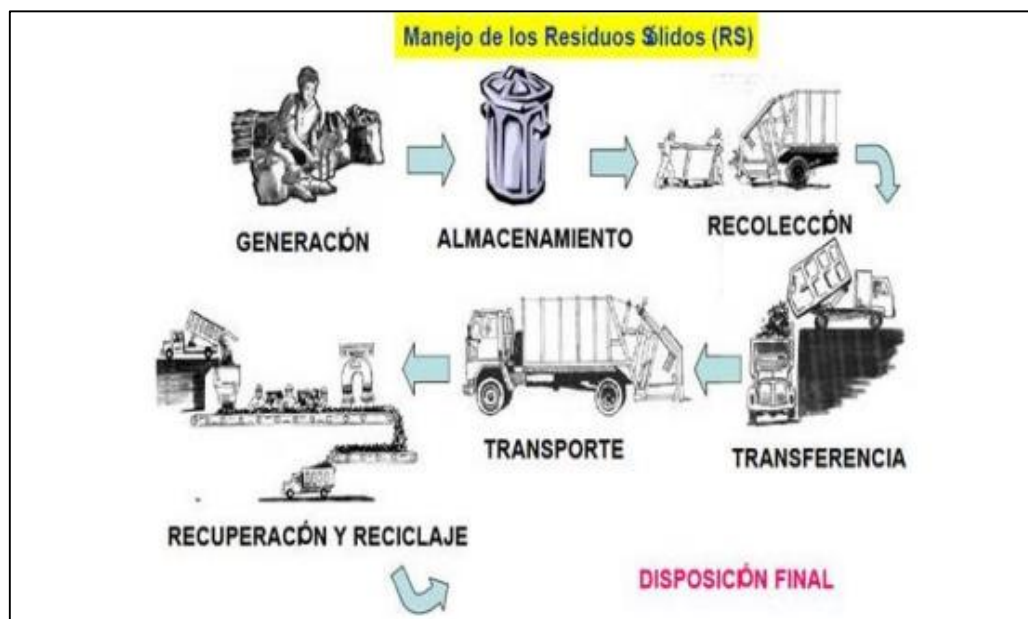 Manejo de los Residuos Sólidos (RS)
GENERACIÓN
ALMACENAMIENTO
RECOLECCIÓN
TRANSFERENCIA
TRANSPORTE
RECUPERACIÓN Y RECICLAJE
DISPOSICIÓN FINAL